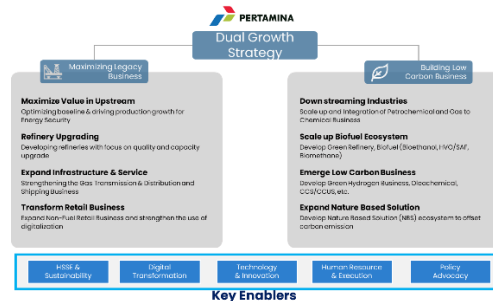 PERTAMINA
Dual Growth
Strategy
Maximizing Legacy
Business
Building Low
Carbon Business
Maximize Value in Upstream
Optimizing baseline & driving production growth for
Energy Security
Refinery Upgrading
Developing refineries with focus on quality and capacity
upgrade
Expand Infrastructure & Service
Strengthening the Gas Transmission & Distribution and
Shipping Business
Transform Retail Business
Expand Non-Fuel Retail Business and strengthen the use of
digitalization
Down streaming Industries
Scale up and Integration of Petrochemical and Gas to
Chemical Business
Scale up Biofuel Ecosystem
Develop Green Refinery, Biofuel (Bioethanol, HVO/SAF,
Biomethane)
Emerge Low Carbon Business
Develop Green Hydrogen Business, Oleochemical,
CCS/CCUS, etc.
Expand Nature Based Solution
Develop Nature Based Solution (NBS) ecosystem to offset
carbon emission
HSSE &
Sustainability
Digital
Transformation
Technology
& Innovation
Human Resource
& Execution
Policy
Advocacy
Key Enablers